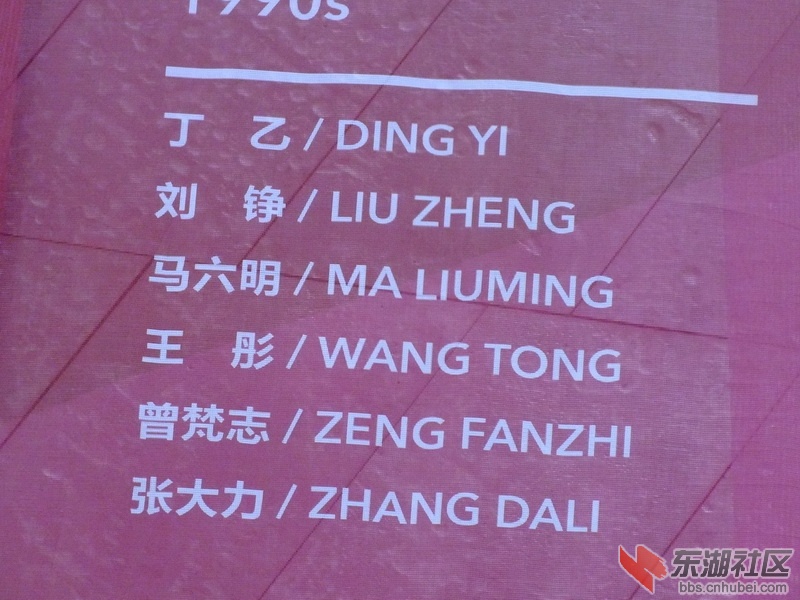 1990s
丁 乙 / DING YI
刘 铮 / LIU ZHENG
马六明 / MA LIUMING
王 彤 / WANG TONG
曾梵志 / ZENG FANZHI
张大力 / ZHANG DALI
东湖社区
bbs.cnhubei.com